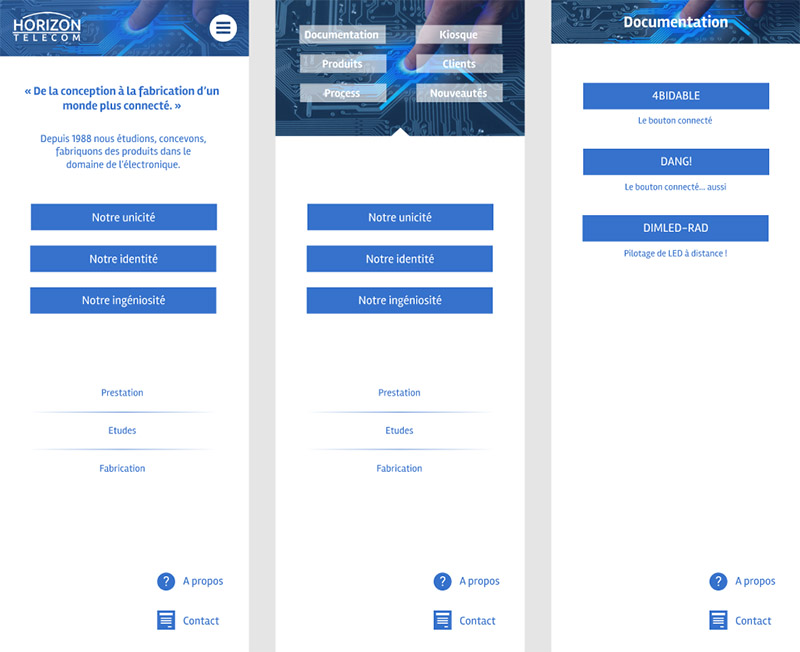 HORIZON
TELECOM
« De la conception à la fabrication d'un
monde plus connecté. »
Depuis 1988 nous étudions, concevons,
fabriquons des produits dans le
domaine de l'électronique.
Notre unicité
Notre identité
Notre ingéniosité
Prestation
Etudes
Fabrication
? A propos
Contact
Documentation
Kiosque
Produits
Clients
Process
Nouveautés
Notre unicité
Notre identité
Notre ingéniosité
Prestation
Etudes
Fabrication
? A propos
Contact
Documentation
4BIDABLE
Le bouton connecté
DANG!
Le bouton connecté... aussi
DIMLED-RAD
Pilotage de LED à distance !
? A propos
Contact